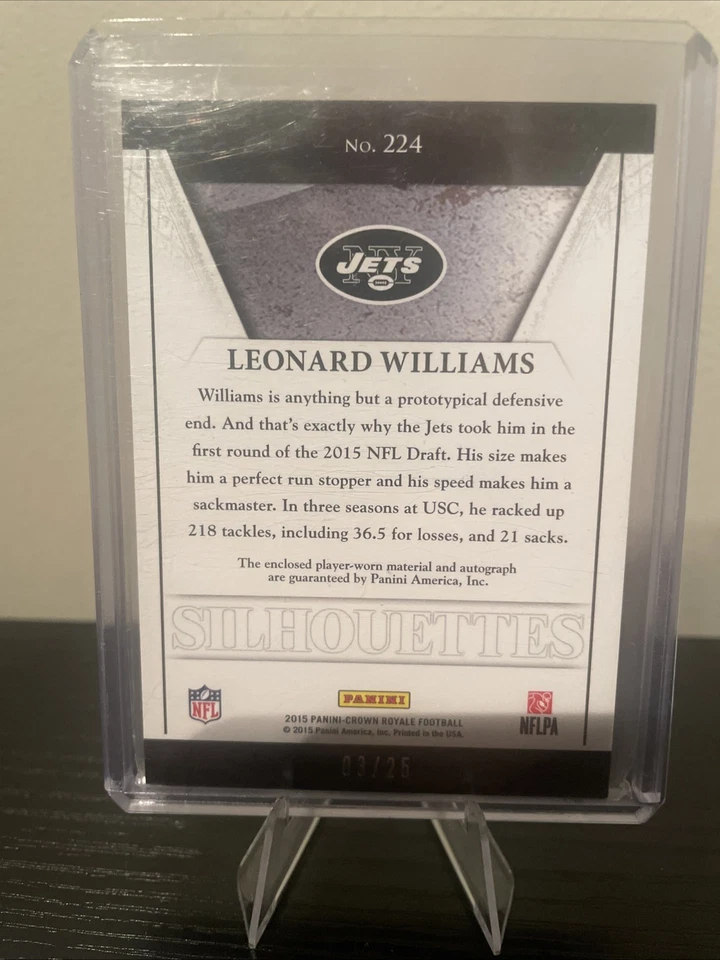 No. 224
NY
JETS
LEONARD WILLIAMS
Williams is anything but a prototypical defensive
end. And that's exactly why the Jets took him in the
first round of the 2015 NFL Draft. His size makes
him a perfect run stopper and his speed makes him a
sackmaster. In three seasons at USC, he racked up
218 tackles, including 36.5 for losses, and 21 sacks.
The enclosed player-worn material and autograph
are guaranteed by Panini America, Inc.
SILHOUETTES
NFL
PANINI
2015 PANINI-CROWN ROYALE FOOTBALL
© 2015 Panini America, Inc. Printed in the USA.
NFLPA
03/25